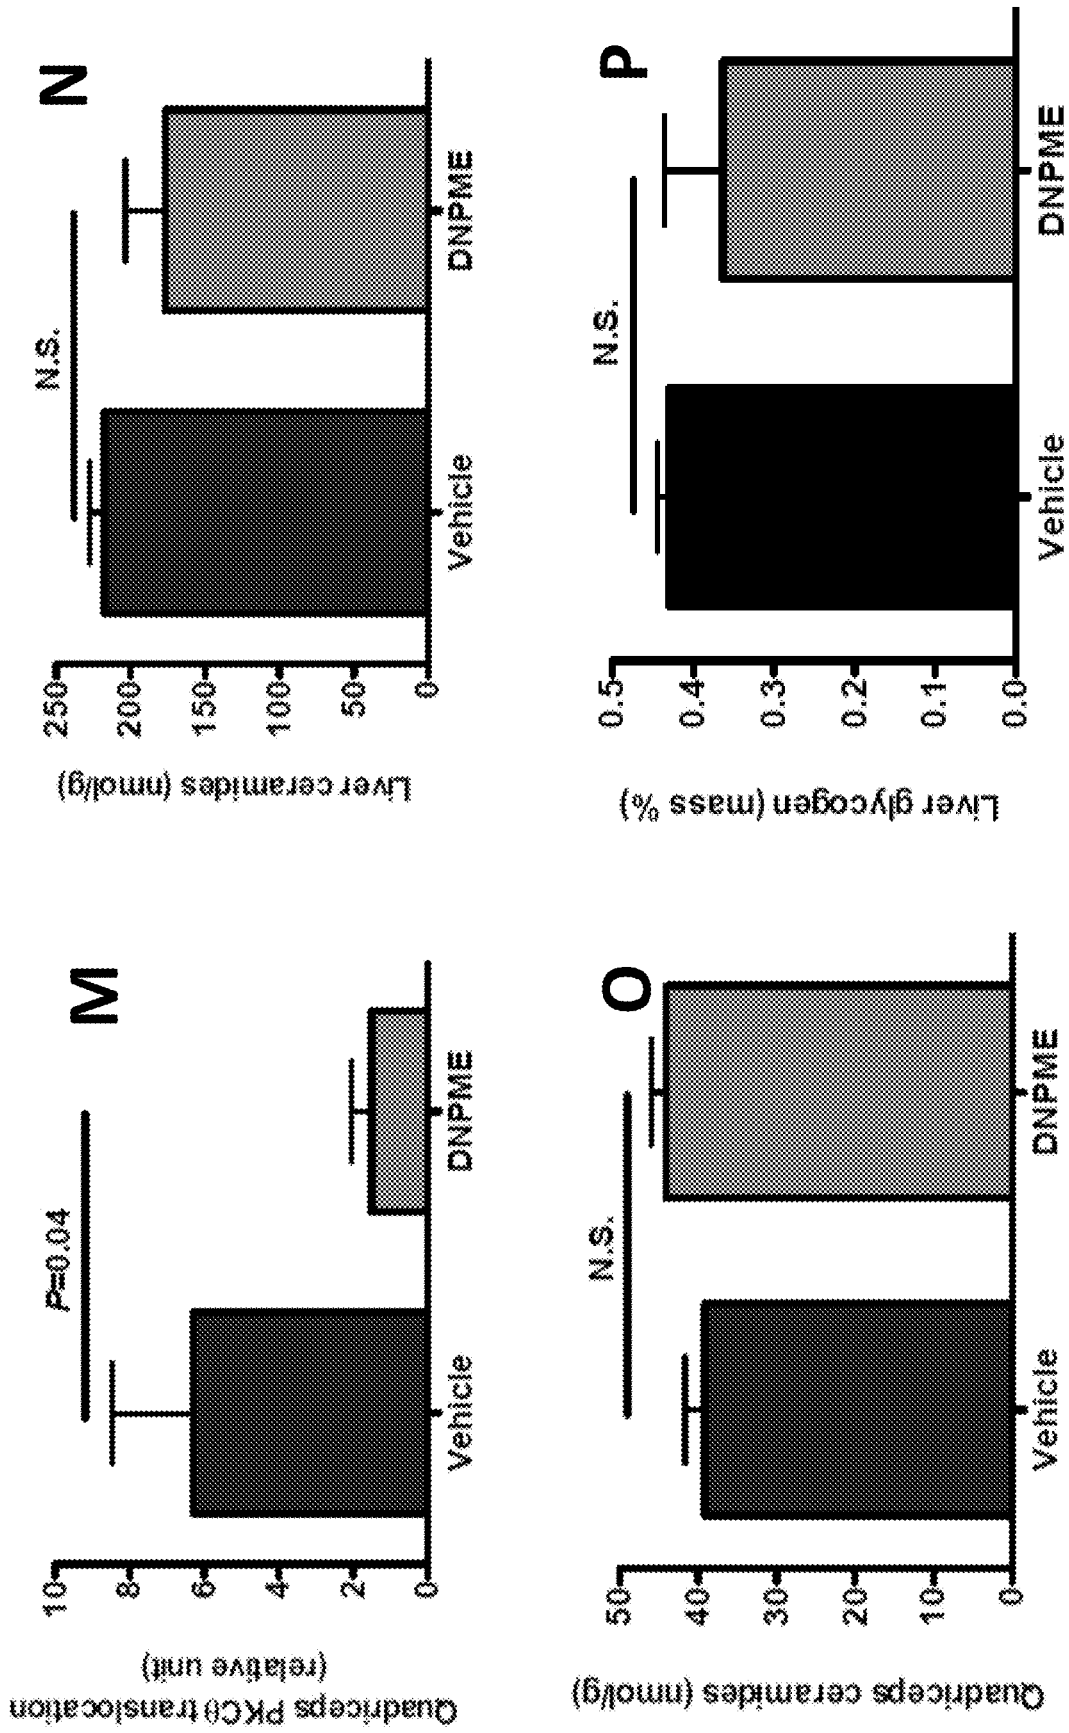 M
P=0.04
Quadriceps PKCθ translocation
(relative unit)
10
8
6
4
2
0
Vehicle
DNPME
N
N.S.
Liver ceramides (nmol/g)
250
200
150
100
50
0
Vehicle
DNPME
O
N.S.
Quadriceps ceramides (nmol/g)
50
40
30
20
10
0
Vehicle
DNPME
P
N.S.
Liver glycogen (mass %)
0.5
0.4
0.3
0.2
0.1
0.0
Vehicle
DNPME